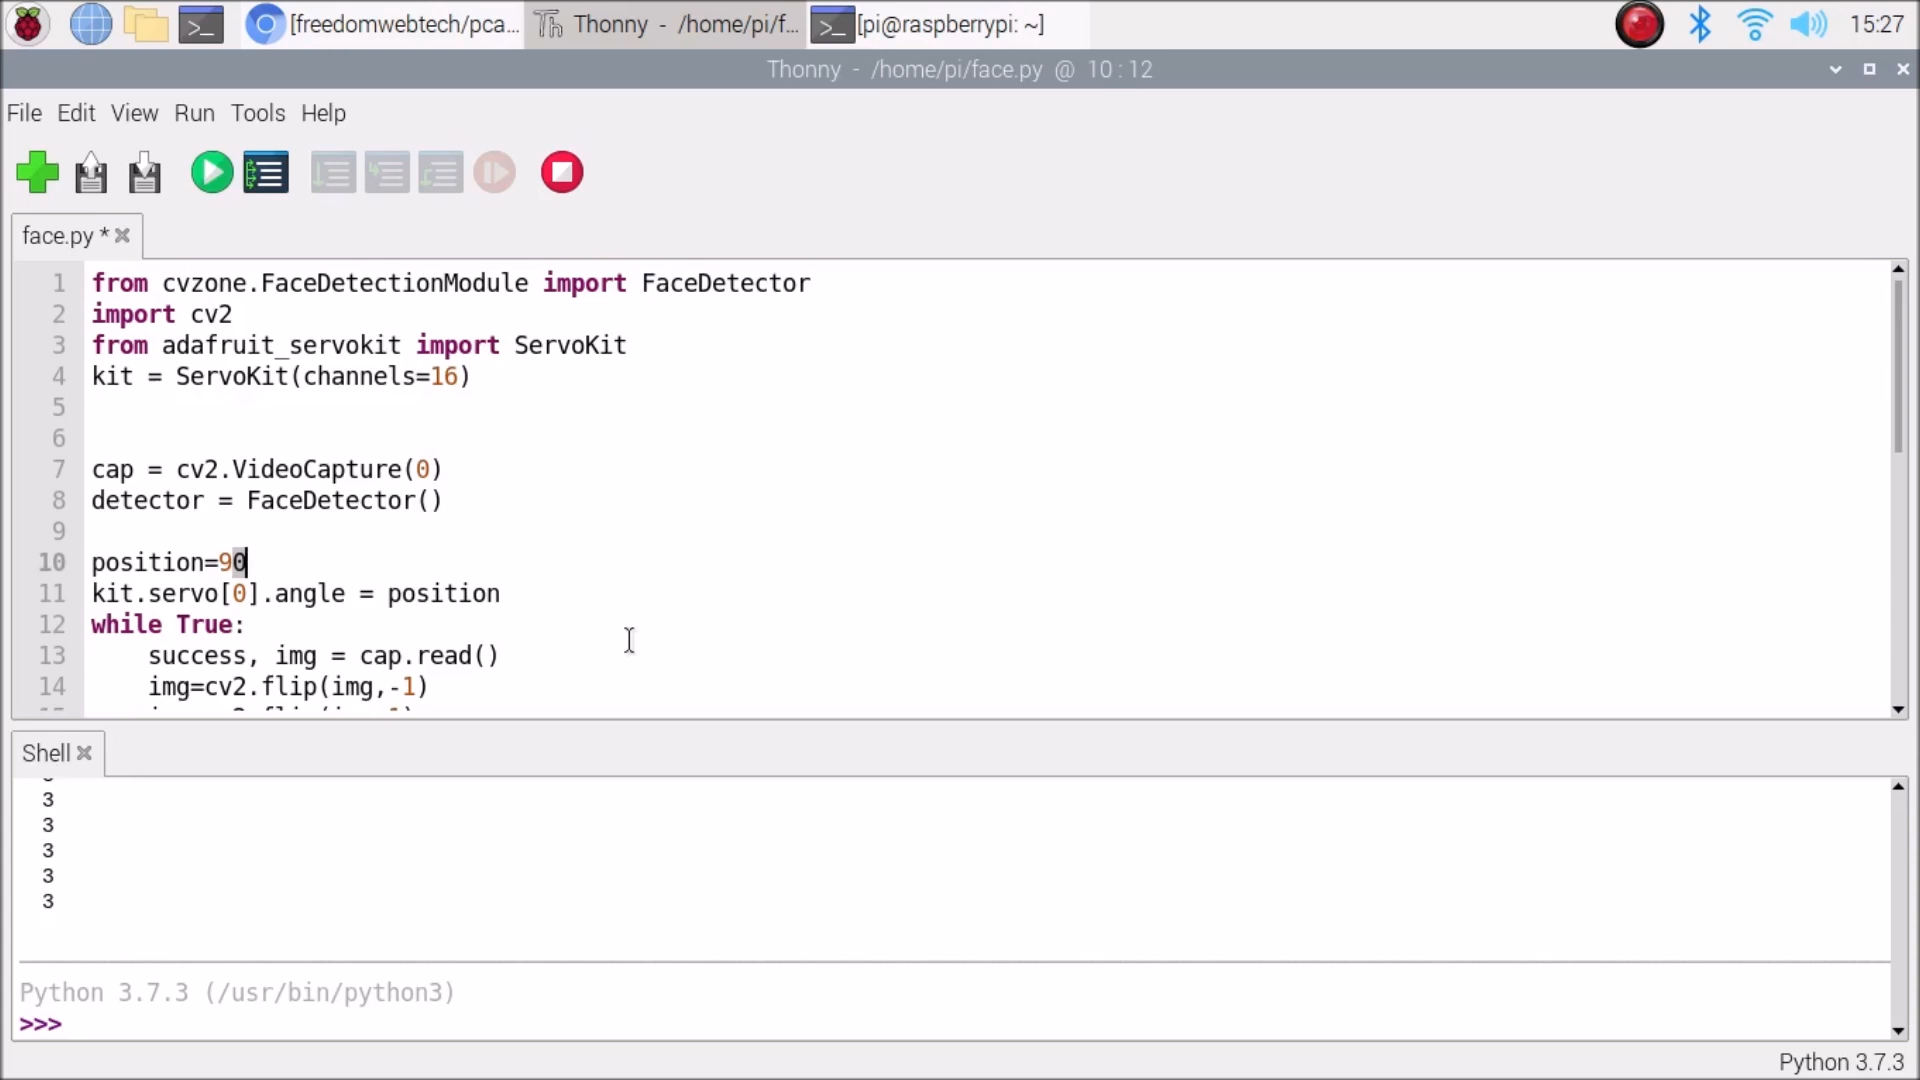 [freedomwebtech/pca...
Thonny - /home/pi/f...
[pi@raspberrypi: ~]
15:27
Thonny - /home/pi/face.py @ 10:12
File Edit View Run Tools Help
face.py *
1 from cvzone.FaceDetectionModule import FaceDetector
2 import cv2
3 from adafruit_servokit import ServoKit
4 kit = ServoKit(channels=16)
5
6
7 cap = cv2.VideoCapture(0)
8 detector = FaceDetector()
9
10 position=90
11 kit.servo[0].angle = position
12 while True:
13 success, img = cap.read()
14 img=cv2.flip(img,-1)
Shell
3
3
3
3
3
Python 3.7.3 (/usr/bin/python3)
>>>
Python 3.7.3